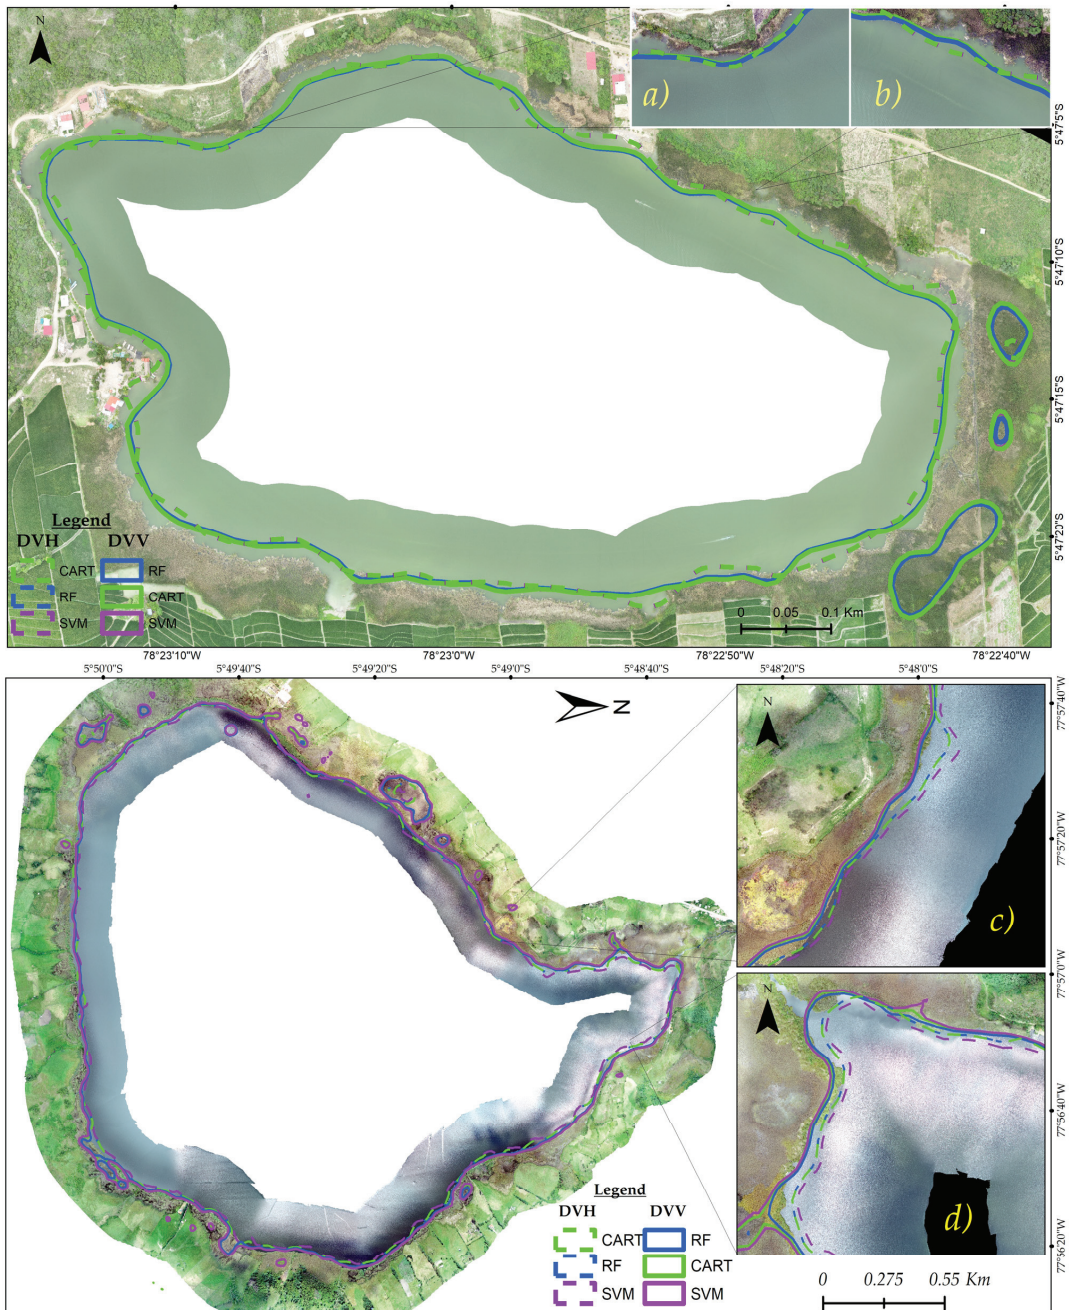 N
a)
b)
5°47'5"S
5°47'10"S
5°47'15"S
5°47'20"S
Legend
DVH DVV
CART RF
RF CART
SVM SVM
0 0.05 0.1 Km
78°23'10"W 78°23'0"W 78°22'50"W 78°22'40"W
5°50'0"S 5°49'40"S 5°49'20"S 5°49'0"S 5°48'40"S 5°48'20"S 5°48'0"S
N
N
c)
77°57'40"W
77°57'20"W
77°57'0"W
N
d)
77°56'40"W
77°56'20"W
Legend
DVH DVV
CART RF
RF CART
SVM SVM
0 0.275 0.55 Km